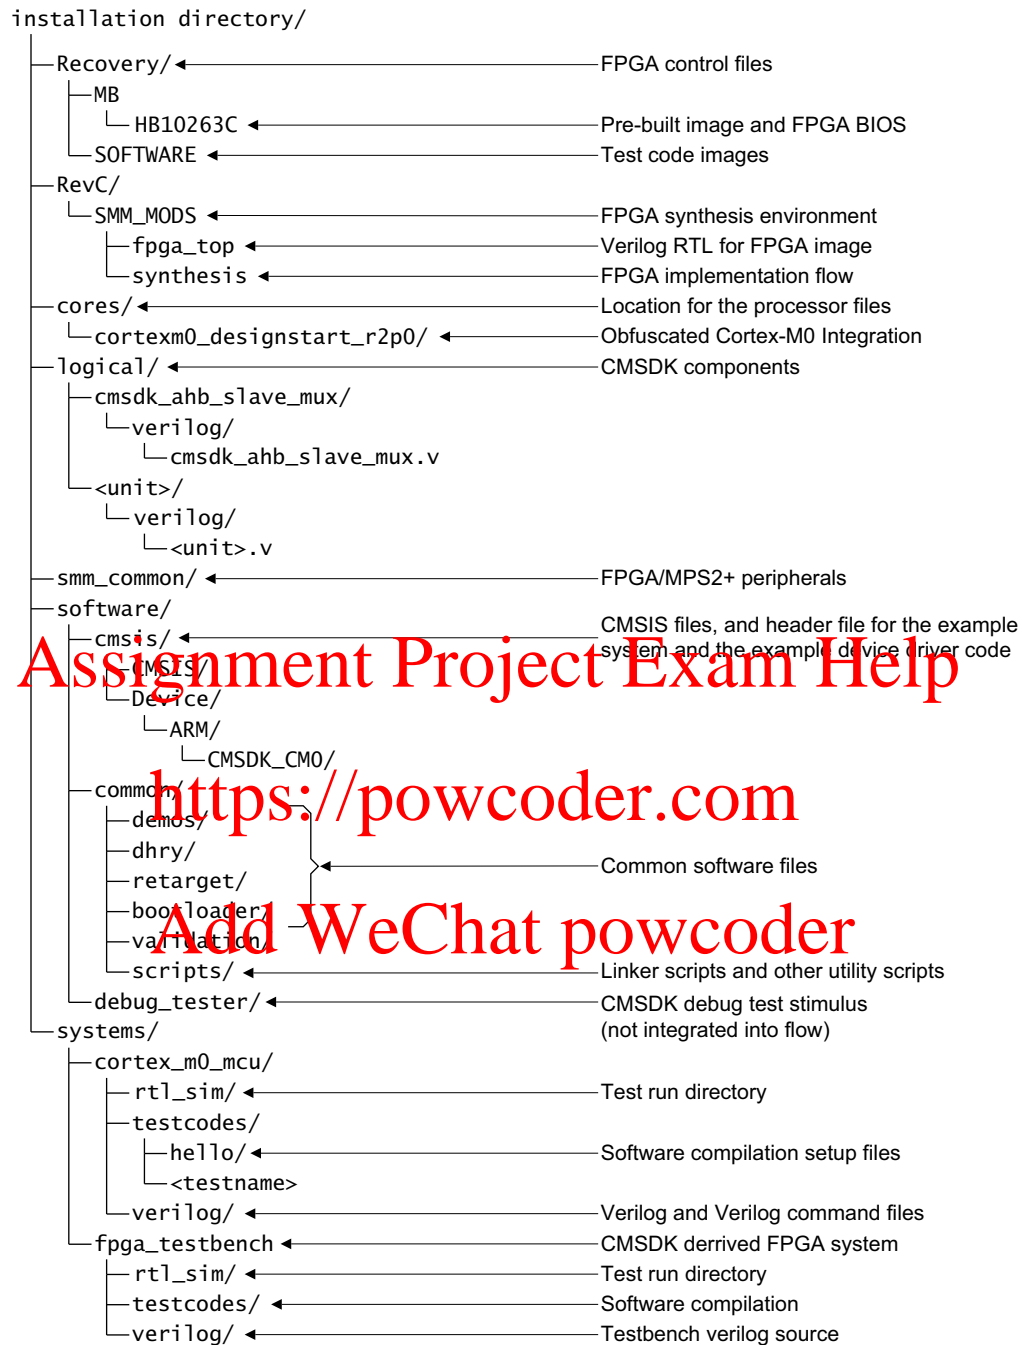 installation directory/
Recovery/ FPGA control files
MB
HB10263C Pre-built image and FPGA BIOS
SOFTWARE Test code images
RevC/
SMM_MODS FPGA synthesis environment
fpga_top Verilog RTL for FPGA image
synthesis FPGA implementation flow
cores/ Location for the processor files
cortexm0_designstart_r2p0/ Obfuscated Cortex-M0 Integration
logical/ CMSDK components
cmsdk_ahb_slave_mux/
verilog/
cmsdk_ahb_slave_mux.v
<unit>/
verilog/
<unit>.v
smm_common/ FPGA/MPS2+ peripherals
software/
cmsis/ CMSIS files, and header file for the example
system and the example device driver code
Assignment Project Exam Help
CMSIS/
Device/
ARM/
CMSDK_CM0/
common/
https://powcoder.com
demos/
dhry/
Common software files
retarget/
bootloader/
Add WeChat powcoder
validation/
scripts/ Linker scripts and other utility scripts
debug_tester/ CMSDK debug test stimulus
(not integrated into flow)
systems/
cortex_m0_mcu/
rtl_sim/ Test run directory
testcodes/
hello/ Software compilation setup files
<testname>
verilog/ Verilog and Verilog command files
fpga_testbench CMSDK derrived FPGA system
rtl_sim/ Test run directory
testcodes/ Software compilation
verilog/ Testbench verilog source